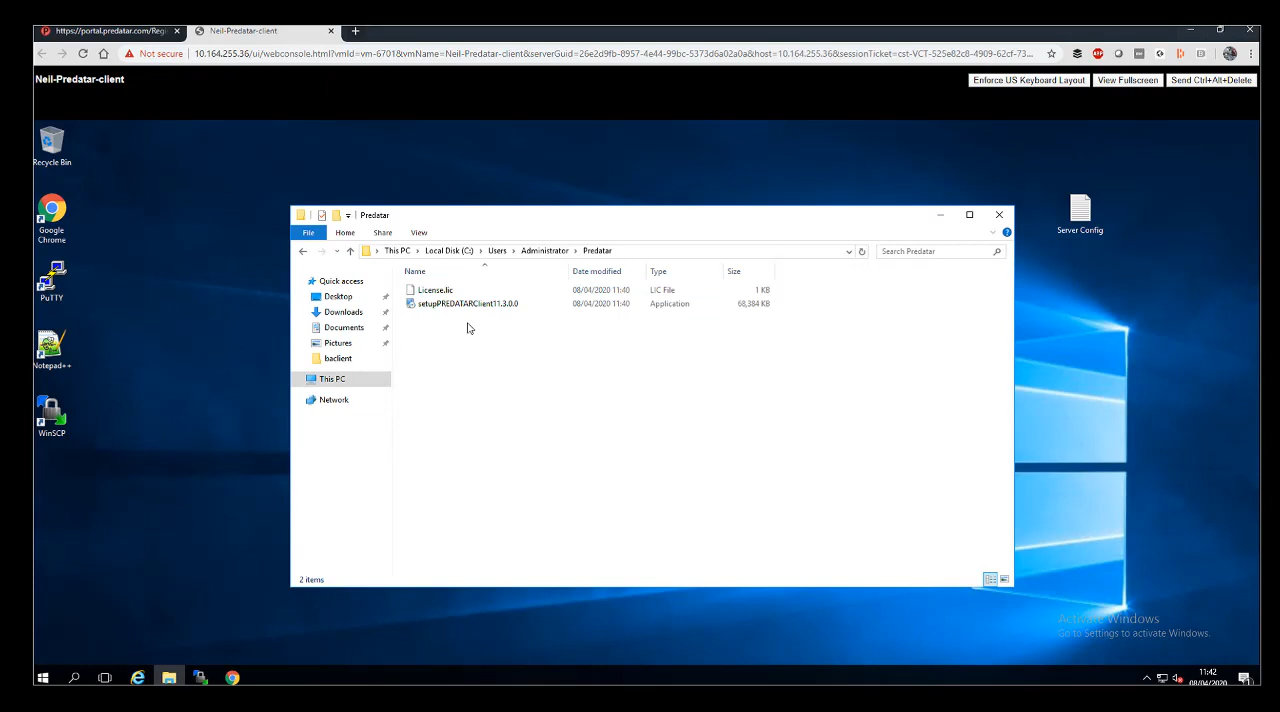 https://portal.predatar.com/Regi
Neil-Predatar-client
Not secure
10.164.255.36/ui/webconsole.html?vmId=vm-6701&vmName=Neil-Predatar-client&serverGuid=26e2d9fb-8957-4e44-99bc-5373d6a02a0a&host=10.164.255.36&sessionTicket=cst-VCT-525e82c8-4909-62cf-73...
Neil-Predatar-client
Enforce US Keyboard Layout
View Fullscreen
Send Ctrl+Alt+Delete
Recycle Bin
Google
Chrome
PuTTY
Notepad++
WinSCP
Server Config
Predatar
File
Home
Share
View
This PC
Local Disk (C:)
Users
Administrator
Predatar
Search Predatar
Name
Date modified
Type
Size
License.lic
08/04/2020 11:40
LIC File
1 KB
setupPREDATARClient11.3.0.0
08/04/2020 11:40
Application
68,384 KB
Quick access
Desktop
Downloads
Documents
Pictures
baclient
This PC
Network
2 items
Activate Windows
Go to Settings to activate Windows.
11:42
08/04/2020